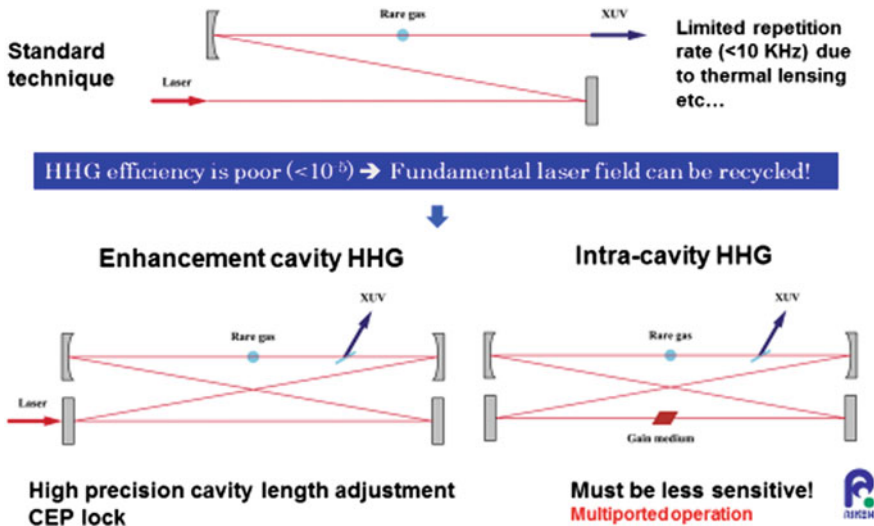 Standard
technique
Laser
Rare gas
XUV
Limited repetition
rate (<10 KHz) due
to thermal lensing
etc...
HHG efficiency is poor (<10⁻⁵) ➔ Fundamental laser field can be recycled!
Enhancement cavity HHG
XUV
Rare gas
Laser
High precision cavity length adjustment
CEP lock
Intra-cavity HHG
XUV
Rare gas
Gain medium
Must be less sensitive!
Multiported operation
RIKEN